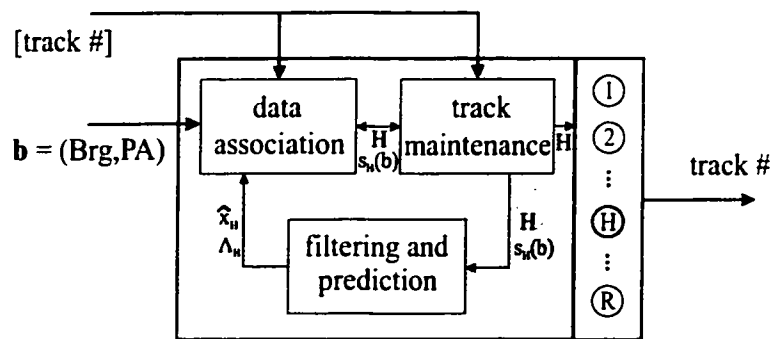 [track #]
b = (Brg,PA)
data
association
H
s_H(b)
track
maintenance
H
x̂_H
Λ_H
filtering and
prediction
H
s_H(b)
1
2
⋮
H
⋮
R
track #